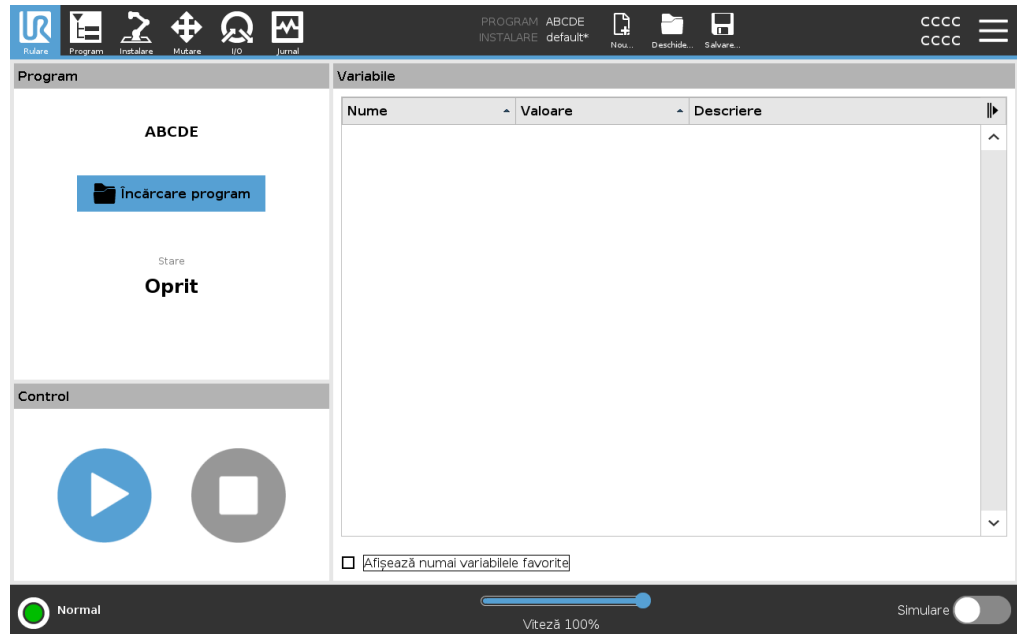 UR
Rulare
Program
Instalare
Mutare
I/O
Jurnal
PROGRAM ABCDE
INSTALARE default*
Nou...
Deschide...
Salvare...
CCCC
CCCC
Program
ABCDE
Încărcare program
Stare
Oprit
Control
Variabile
Nume Valoare Descriere
Afișează numai variabilele favorite
Normal
Viteză 100%
Simulare